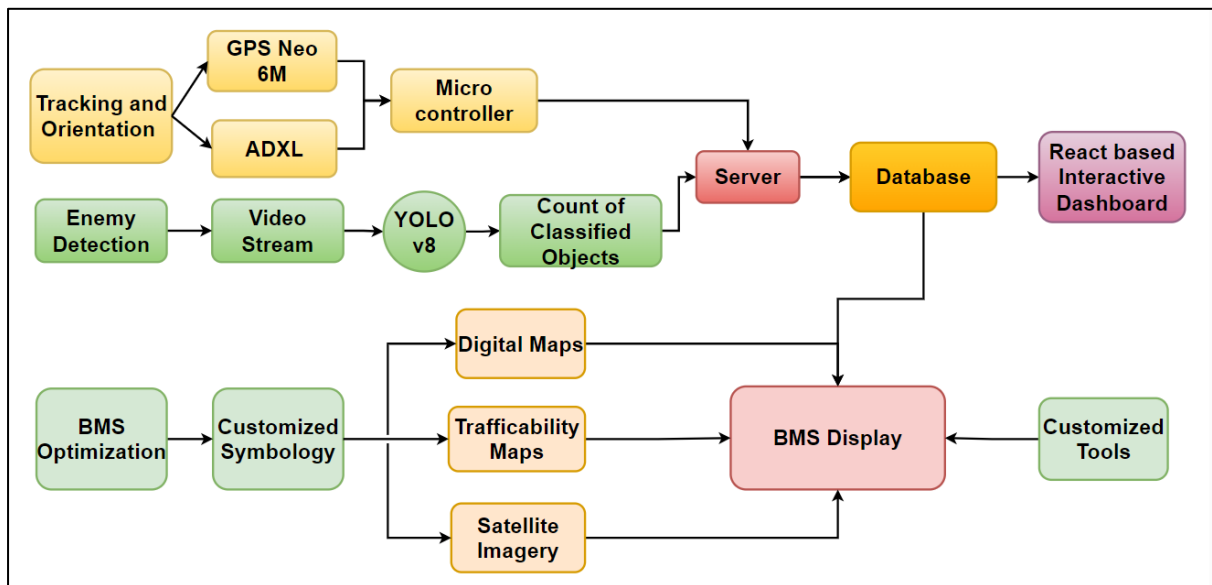 GPS Neo
6M
Tracking and
Orientation
ADXL
Micro
controller
Server
Database
React based
Interactive
Dashboard
Enemy
Detection
Video
Stream
YOLO
v8
Count of
Classified
Objects
Digital Maps
BMS
Optimization
Customized
Symbology
Trafficability
Maps
BMS Display
Customized
Tools
Satellite
Imagery